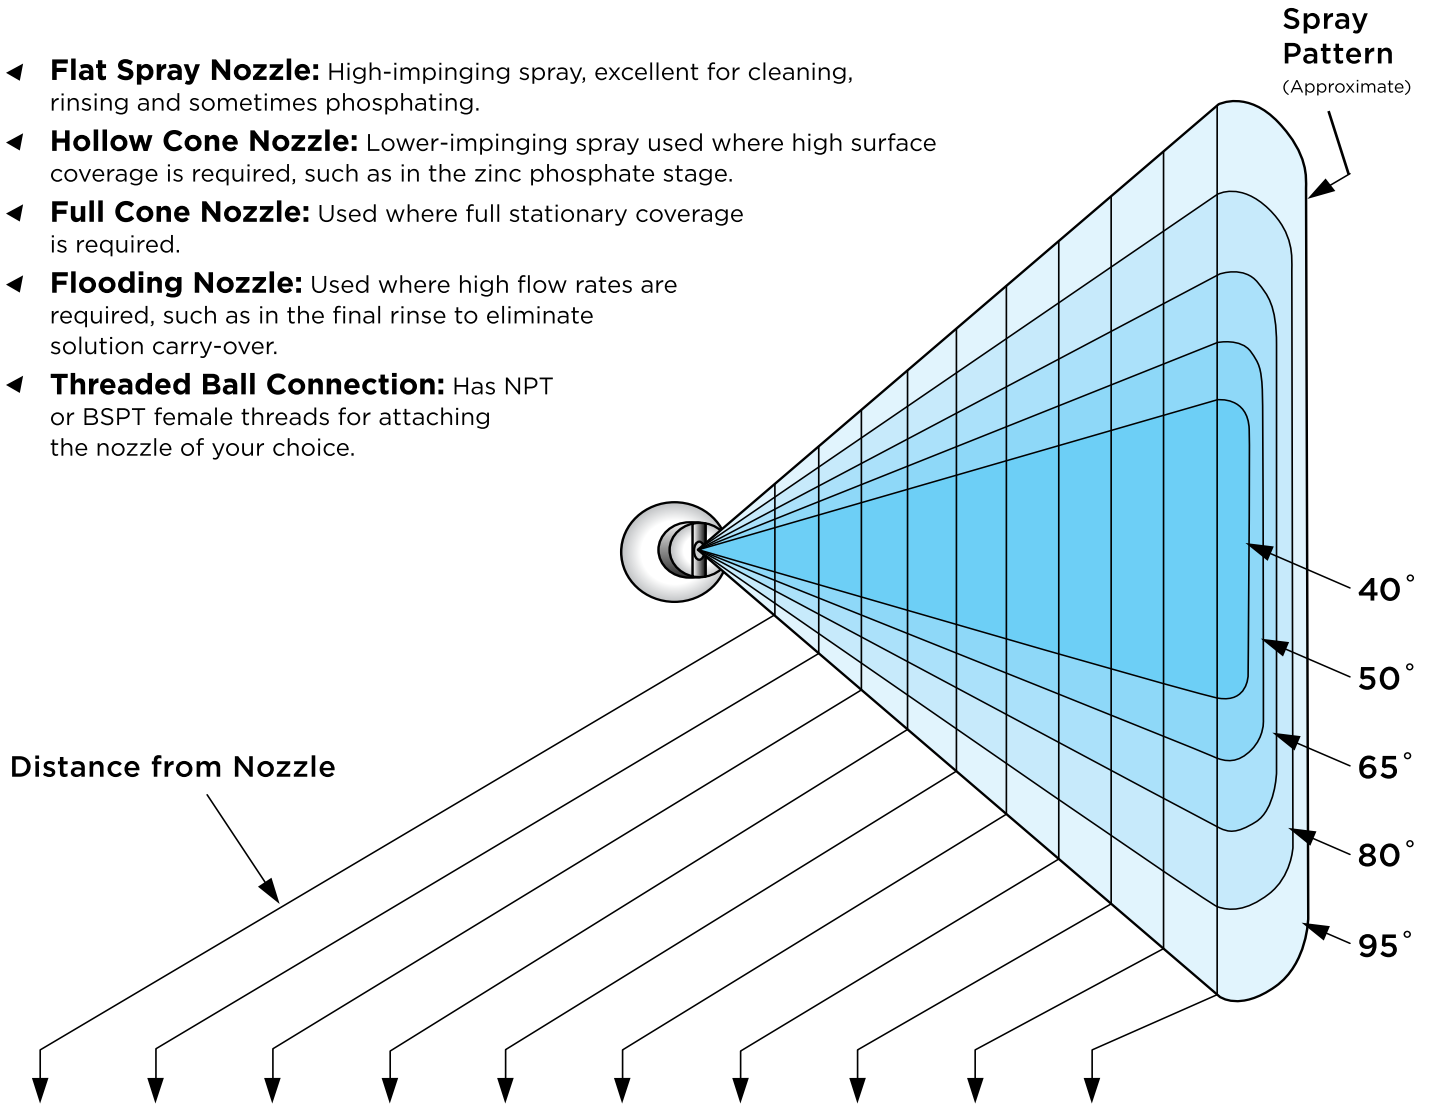 Spray
Pattern
(Approximate)
Flat Spray Nozzle: High-impinging spray, excellent for cleaning,
rinsing and sometimes phosphating.
Hollow Cone Nozzle: Lower-impinging spray used where high surface
coverage is required, such as in the zinc phosphate stage.
Full Cone Nozzle: Used where full stationary coverage
is required.
Flooding Nozzle: Used where high flow rates are
required, such as in the final rinse to eliminate
solution carry-over.
Threaded Ball Connection: Has NPT
or BSPT female threads for attaching
the nozzle of your choice.
40°
50°
65°
80°
95°
Distance from Nozzle